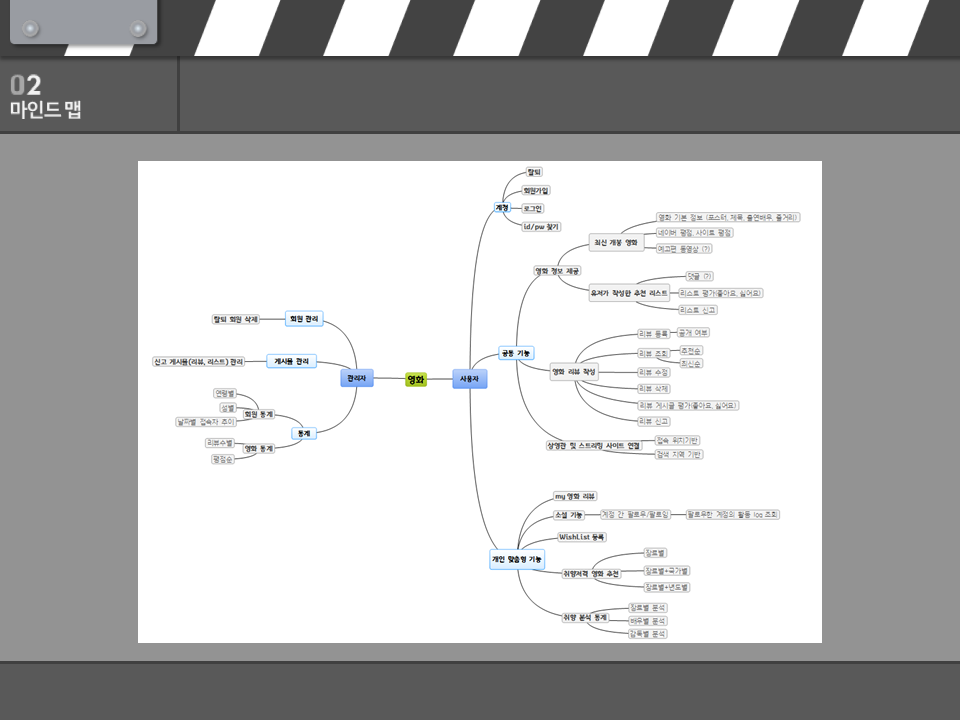 02
마인드 맵
탈퇴
회원가입
계정
로그인
id/pw 찾기
영화 기본 정보 (포스터, 제목, 출연배우, 줄거리)
네이버 평점, 사이트 평점
최신 개봉 영화
예고편 동영상 (?)
영화 정보 제공
댓글 (?)
유저가 작성한 추천 리스트
리스트 평가(좋아요, 싫어요)
리스트 신고
회원 관리
탈퇴 회원 삭제
리뷰 등록
공개 여부
공통 기능
리뷰 조회
추천순
최신순
게시물 관리
신고 게시물(리뷰, 리스트) 관리
영화 리뷰 작성
리뷰 수정
관리자
영화
사용자
리뷰 삭제
연령별
성별
회원 통계
날짜별 접속자 추이
리뷰 게시글 평가(좋아요, 싫어요)
리뷰 신고
통계
리뷰수별
영화 통계
평점순
상영관 및 스트리밍 사이트 연결
접속 위치기반
검색 지역 기반
my 영화 리뷰
소셜 기능
계정 간 팔로우/팔로잉
팔로우한 계정의 활동 log 조회
WishList 등록
개인 맞춤형 기능
장르별
취향저격 영화 추천
장르별+국가별
장르별+년도별
장르별 분석
취향 분석 통계
배우별 분석
감독별 분석